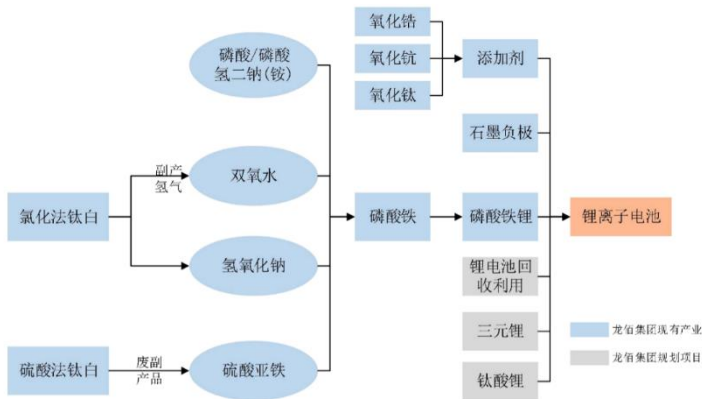 氧化锆
磷酸/磷酸
氢二钠(铵)
氧化钪
添加剂
氧化钛
石墨负极
副产
氢气
双氧水
氯化法钛白
磷酸铁
磷酸铁锂
锂离子电池
氢氧化钠
锂电池回
收利用
三元锂
龙佰集团现有产业
硫酸法钛白
废副
产品
硫酸亚铁
龙佰集团规划项目
钛酸锂